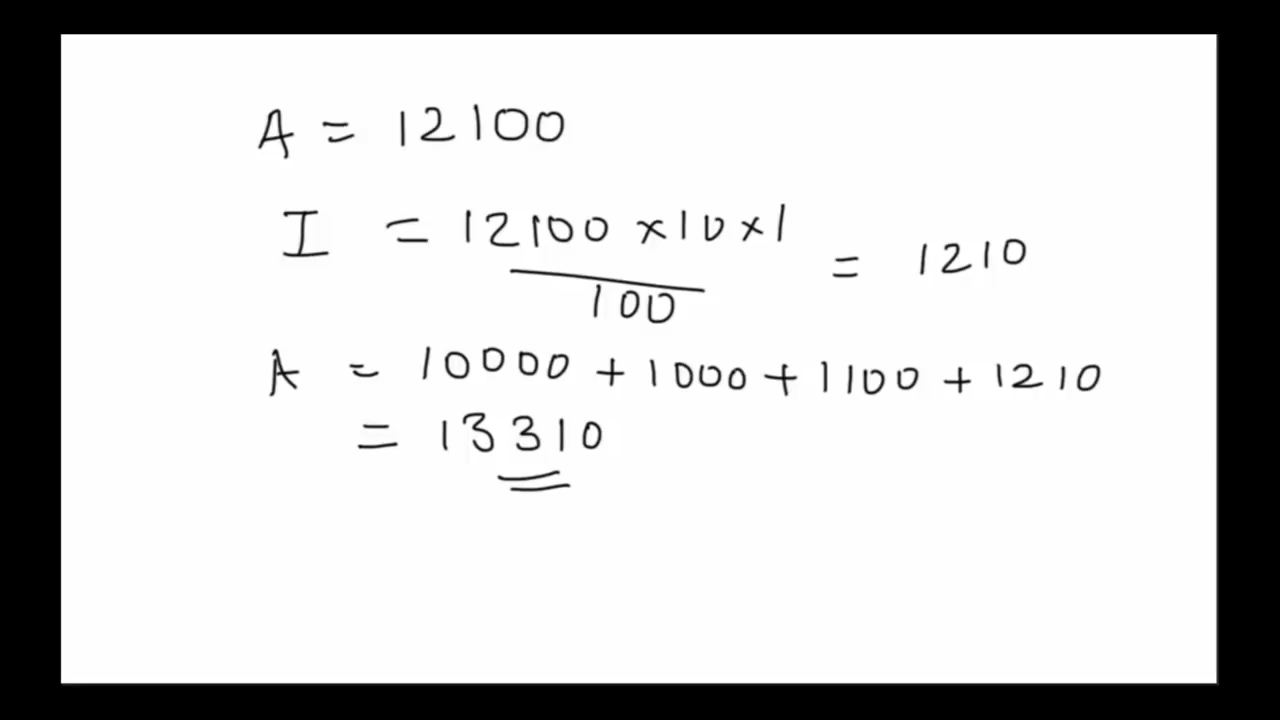 A = 12100
I = 12100 x 10 x 1 = 1210
100
A = 10000 + 1000 + 1100 + 1210
= 13310